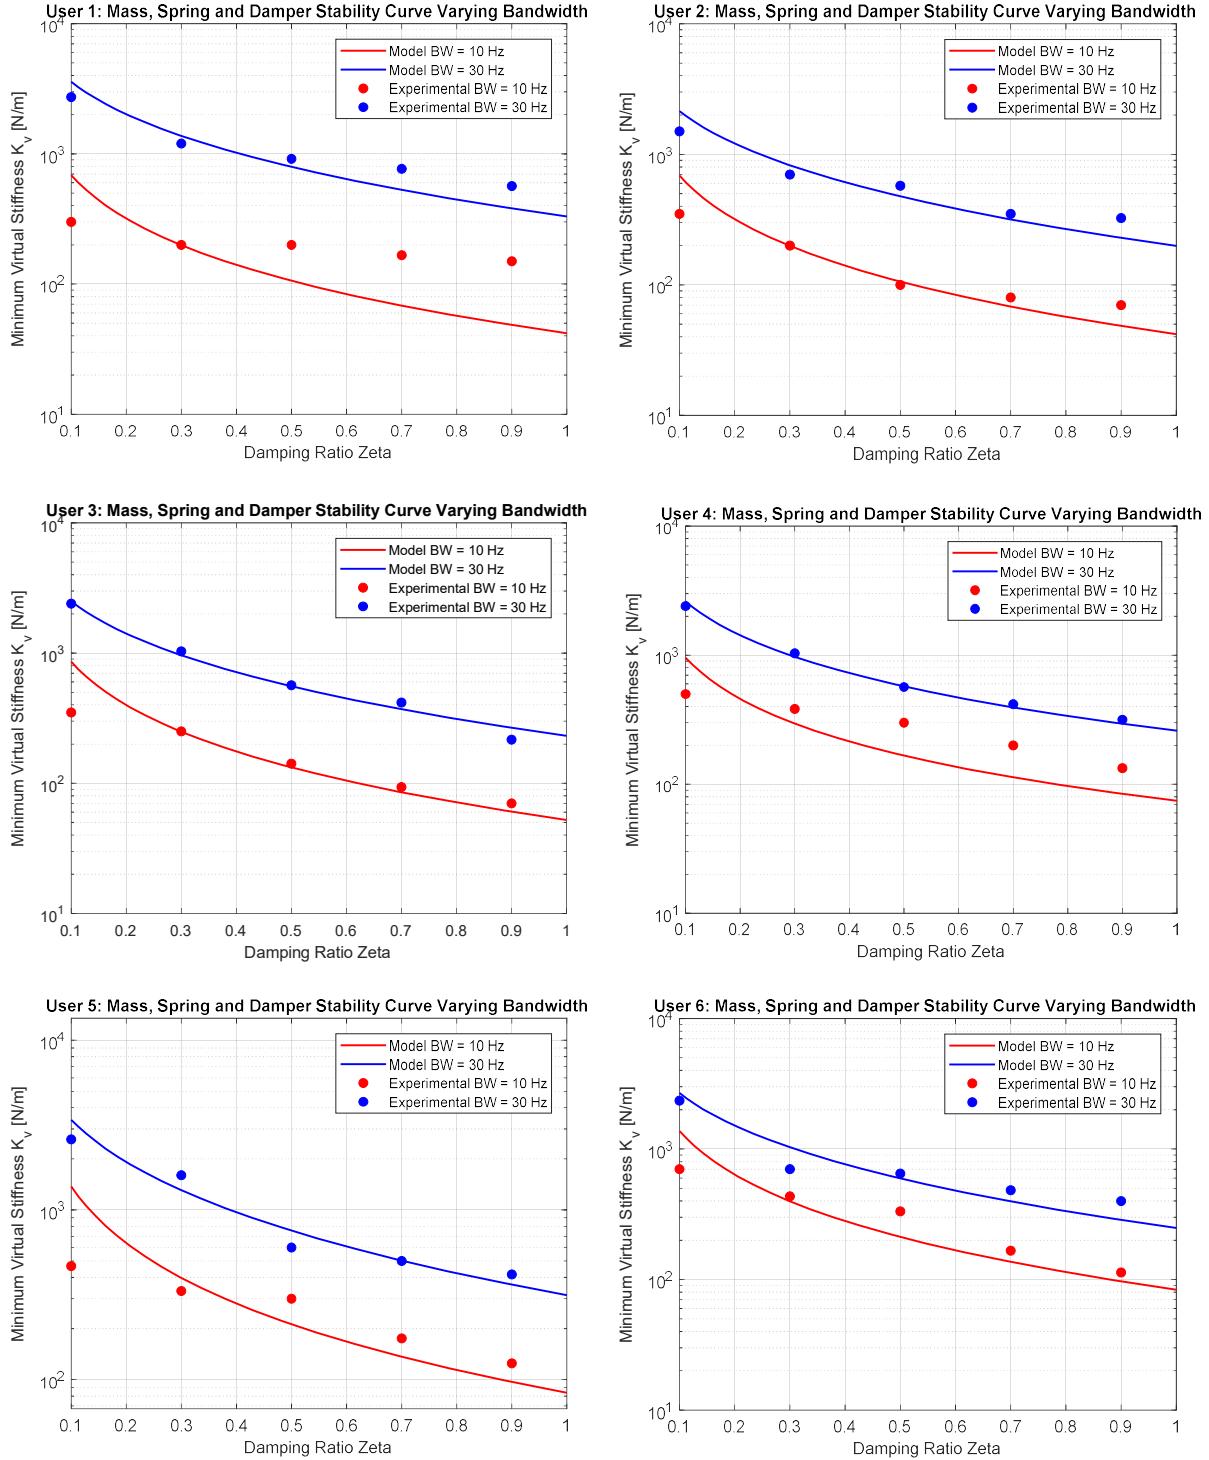 User 1: Mass, Spring and Damper Stability Curve Varying Bandwidth
Model BW = 10 Hz
Model BW = 30 Hz
Experimental BW = 10 Hz
Experimental BW = 30 Hz
Minimum Virtual Stiffness Kv [N/m]
10^4
10^3
10^2
10^1
0.1 0.2 0.3 0.4 0.5 0.6 0.7 0.8 0.9 1
Damping Ratio Zeta
User 2: Mass, Spring and Damper Stability Curve Varying Bandwidth
Model BW = 10 Hz
Model BW = 30 Hz
Experimental BW = 10 Hz
Experimental BW = 30 Hz
Minimum Virtual Stiffness Kv [N/m]
10^4
10^3
10^2
10^1
0.1 0.2 0.3 0.4 0.5 0.6 0.7 0.8 0.9 1
Damping Ratio Zeta
User 3: Mass, Spring and Damper Stability Curve Varying Bandwidth
Model BW = 10 Hz
Model BW = 30 Hz
Experimental BW = 10 Hz
Experimental BW = 30 Hz
Minimum Virtual Stiffness Kv [N/m]
10^4
10^3
10^2
10^1
0.1 0.2 0.3 0.4 0.5 0.6 0.7 0.8 0.9 1
Damping Ratio Zeta
User 4: Mass, Spring and Damper Stability Curve Varying Bandwidth
Model BW = 10 Hz
Model BW = 30 Hz
Experimental BW = 10 Hz
Experimental BW = 30 Hz
Minimum Virtual Stiffness Kv [N/m]
10^4
10^3
10^2
10^1
0.1 0.2 0.3 0.4 0.5 0.6 0.7 0.8 0.9 1
Damping Ratio Zeta
User 5: Mass, Spring and Damper Stability Curve Varying Bandwidth
Model BW = 10 Hz
Model BW = 30 Hz
Experimental BW = 10 Hz
Experimental BW = 30 Hz
Minimum Virtual Stiffness Kv [N/m]
10^4
10^3
10^2
0.1 0.2 0.3 0.4 0.5 0.6 0.7 0.8 0.9 1
Damping Ratio Zeta
User 6: Mass, Spring and Damper Stability Curve Varying Bandwidth
Model BW = 10 Hz
Model BW = 30 Hz
Experimental BW = 10 Hz
Experimental BW = 30 Hz
Minimum Virtual Stiffness Kv [N/m]
10^4
10^3
10^2
10^1
0.1 0.2 0.3 0.4 0.5 0.6 0.7 0.8 0.9 1
Damping Ratio Zeta